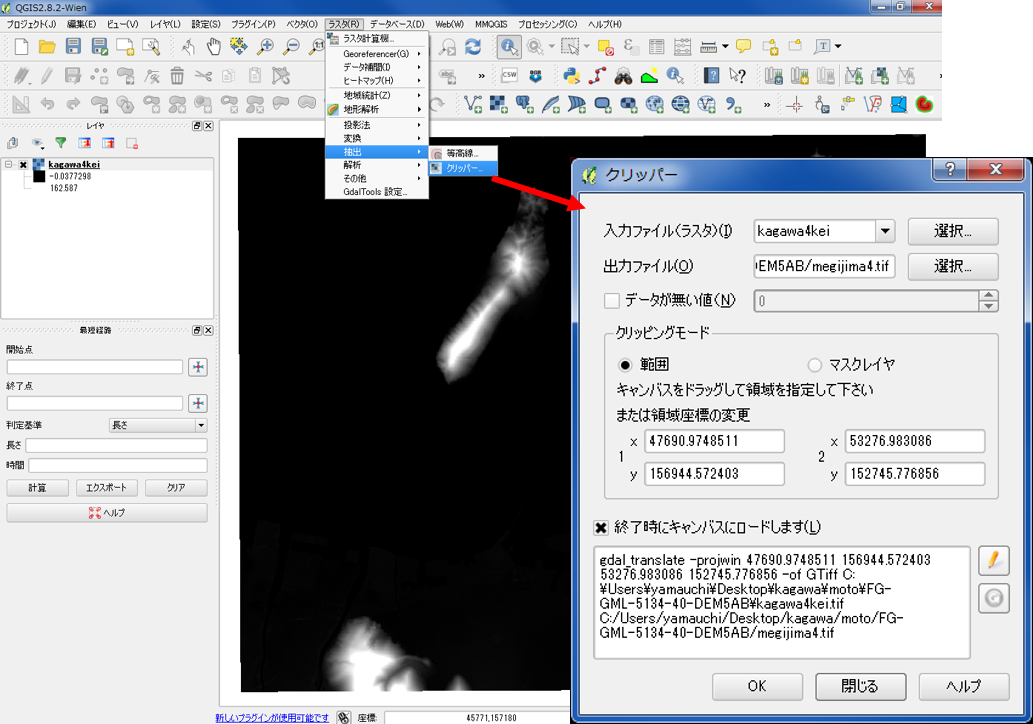 QGIS2.8.2-Wien
プロジェクト(J) 編集(E) ビュー(V) レイヤ(L) 設定(S) プラグイン(P) ベクタ(O) ラスタ(R) データベース(D) Web(W) MMQGIS プロセッシング(C) ヘルプ(H)
ラスタ計算機...
Georeferencer(G)
データ補間(I)
ヒートマップ(H)
地域統計(Z)
地形解析
投影法
変換
抽出
解析
その他
GdalTools 設定...
等高線...
クリッパー...
CSW
レイヤ
kagawa4kei
-0.0377298
162.587
最短経路
開始点
終了点
判定基準 長さ
長さ
時間
計算 エクスポート クリア
ヘルプ
新しいプラグインが使用可能です 座標: 45771,157180
クリッパー
入力ファイル(ラスタ)(I) kagawa4kei 選択...
出力ファイル(O) DEM5AB/megijima4.tif 選択...
データが無い値(N) 0
クリッピングモード
範囲 マスクレイヤ
キャンバスをドラッグして領域を指定して下さい
または領域座標の変更
x 47690.9748511 x 53276.983086
1 2
y 156944.572403 y 152745.776856
終了時にキャンバスにロードします(L)
gdal_translate -projwin 47690.9748511 156944.572403
53276.983086 152745.776856 -of GTiff C:
¥Users¥yamauchi¥Desktop¥kagawa¥moto¥FG-
GML-5134-40-DEM5AB¥kagawa4kei.tif
C:/Users/yamauchi/Desktop/kagawa/moto/FG-
GML-5134-40-DEM5AB/megijima4.tif
OK 閉じる ヘルプ